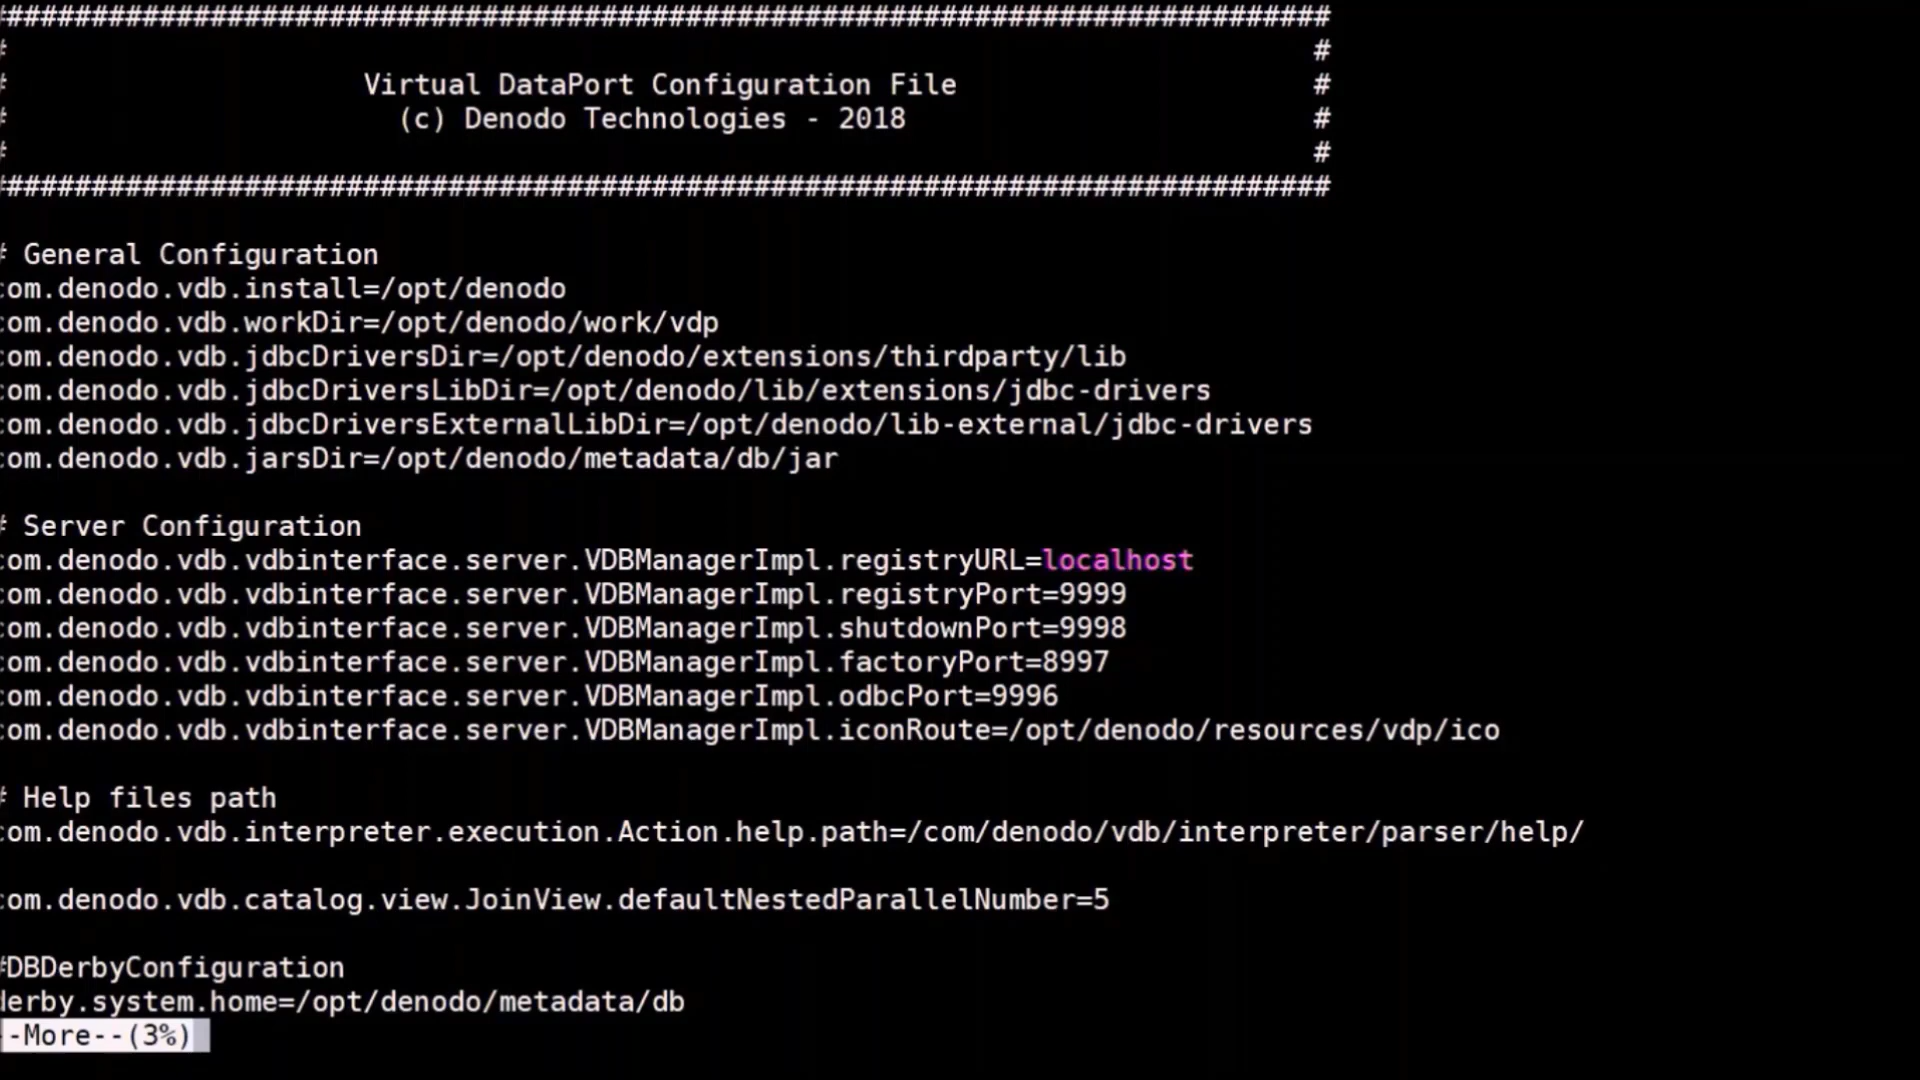 ###############################################################################
# #
# Virtual DataPort Configuration File #
# (c) Denodo Technologies - 2018 #
# #
###############################################################################
# General Configuration
com.denodo.vdb.install=/opt/denodo
com.denodo.vdb.workDir=/opt/denodo/work/vdp
com.denodo.vdb.jdbcDriversDir=/opt/denodo/extensions/thirdparty/lib
com.denodo.vdb.jdbcDriversLibDir=/opt/denodo/lib/extensions/jdbc-drivers
com.denodo.vdb.jdbcDriversExternalLibDir=/opt/denodo/lib-external/jdbc-drivers
com.denodo.vdb.jarsDir=/opt/denodo/metadata/db/jar
# Server Configuration
com.denodo.vdb.vdbinterface.server.VDBManagerImpl.registryURL=localhost
com.denodo.vdb.vdbinterface.server.VDBManagerImpl.registryPort=9999
com.denodo.vdb.vdbinterface.server.VDBManagerImpl.shutdownPort=9998
com.denodo.vdb.vdbinterface.server.VDBManagerImpl.factoryPort=8997
com.denodo.vdb.vdbinterface.server.VDBManagerImpl.odbcPort=9996
com.denodo.vdb.vdbinterface.server.VDBManagerImpl.iconRoute=/opt/denodo/resources/vdp/ico
# Help files path
com.denodo.vdb.interpreter.execution.Action.help.path=/com/denodo/vdb/interpreter/parser/help/
com.denodo.vdb.catalog.view.JoinView.defaultNestedParallelNumber=5
#DBDerbyConfiguration
derby.system.home=/opt/denodo/metadata/db
--More--(3%)